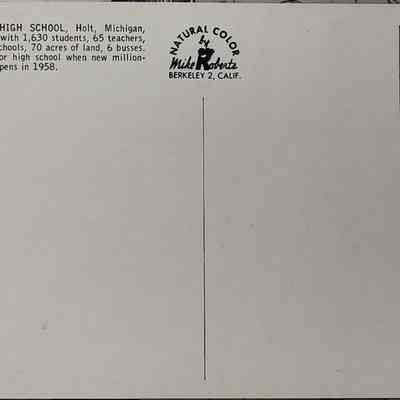 HIGH SCHOOL, Holt, Michigan,
with 1,630 students, 65 teachers,
chools, 70 acres of land, 6 busses.
or high school when new million-
pens in 1958.
NATURAL COLOR
by
Mike Roberts
BERKELEY 2, CALIF.